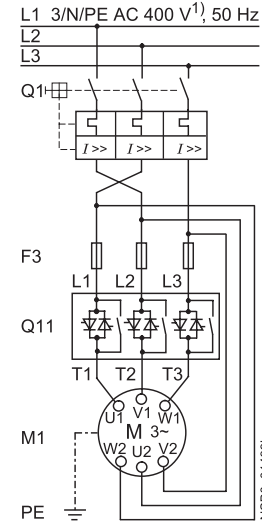 L1 3/N/PE AC 400 V1), 50 Hz
L2
L3
Q1
I >> I >> I >>
F3
L1 L2 L3
Q11
T1 T2 T3
U1 V1 W1
M1 M 3~
W2 U2 V2
PE